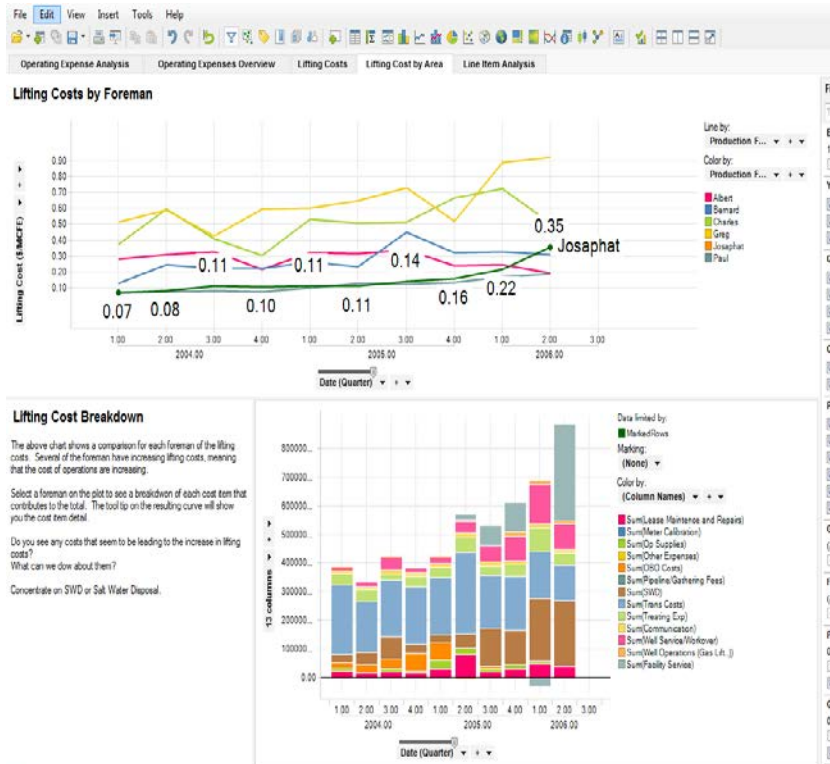 File Edit View Insert Tools Help
Operating Expense Analysis Operating Expenses Overview Lifting Costs Lifting Cost by Area Line Item Analysis
Lifting Costs by Foreman
Lifting Cost ($/MCFE)
0.90
0.80
0.70
0.60
0.50
0.40
0.30
0.20
0.10
0.07 0.08 0.11 0.10 0.11 0.11 0.14 0.16 0.22 0.35 Josaphat
1.00 2.00 3.00 4.00 1.00 2.00 3.00 4.00 1.00 2.00 3.00
2004.00 2005.00 2006.00
Date (Quarter)
Line by:
Production F...
Color by:
Production F...
Albert
Bernard
Charles
Greg
Josaphat
Paul
Lifting Cost Breakdown
The above chart shows a comparison for each foreman of the lifting
costs. Several of the foreman have increasing lifting costs, meaning
that the cost of operations are increasing.
Select a foreman on the plot to see a breakdown of each cost item that
contributes to the total. The tool tip on the resulting curve will show
you the cost item detail.
Do you see any costs that seem to be leading to the increase in lifting
costs?
What can we dow about them?
Concentrate on SWD or Salt Water Disposal.
13 columns
800000...
700000...
600000...
500000...
400000...
300000...
200000...
100000...
0.00
1.00 2.00 3.00 4.00 1.00 2.00 3.00 4.00 1.00 2.00 3.00
2004.00 2005.00 2006.00
Date (Quarter)
Data limited by:
MarkedRows
Marking:
(None)
Color by:
(Column Names)
Sum(Lease Maintence and Repairs)
Sum(Meter Calibration)
Sum(Op Supplies)
Sum(Other Expenses)
Sum(OBO Costs)
Sum(Pipeline/Gathering Fees)
Sum(SWD)
Sum(Trans Costs)
Sum(Treating Exp)
Sum(Communication)
Sum(Well Service/Workover)
Sum(Well Operations (Gas Lift..))
Sum(Facility Service)